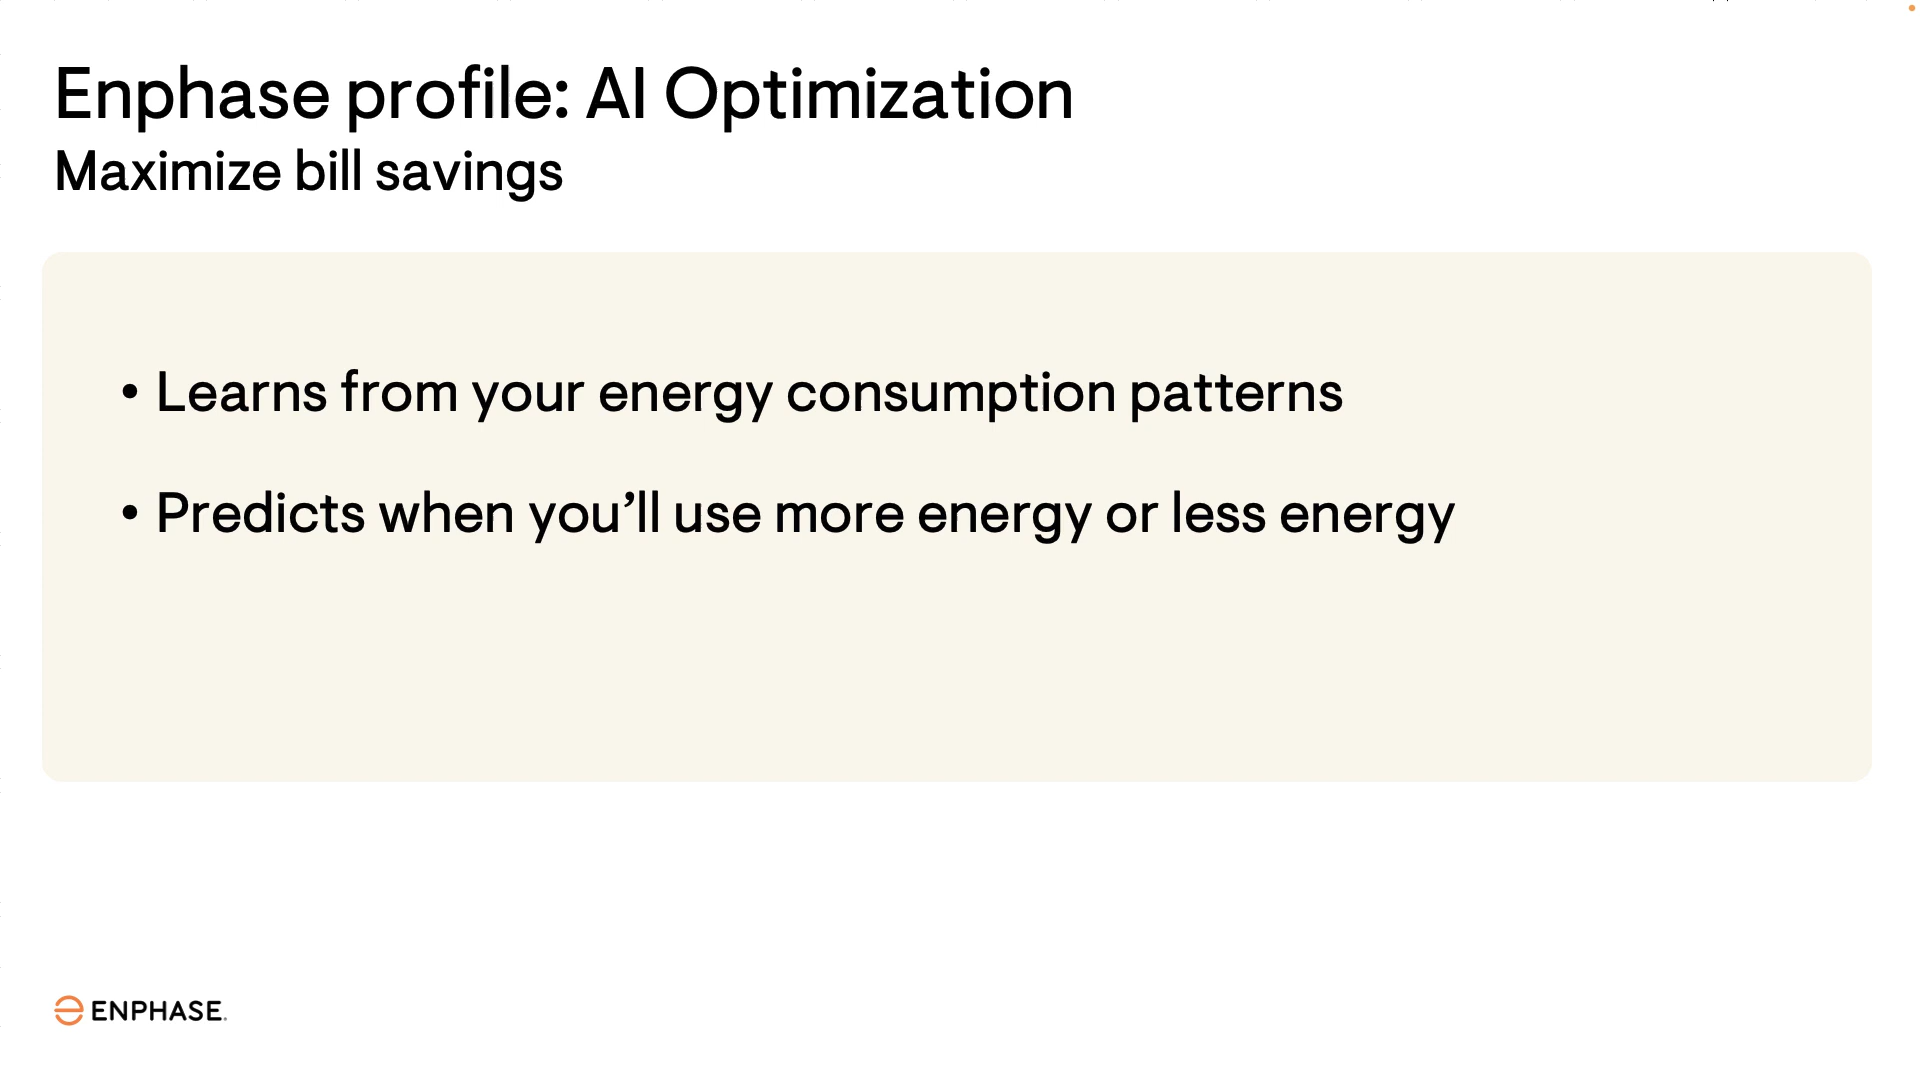 Enphase profile: AI Optimization
Maximize bill savings
• Learns from your energy consumption patterns
• Predicts when you’ll use more energy or less energy
ENPHASE.